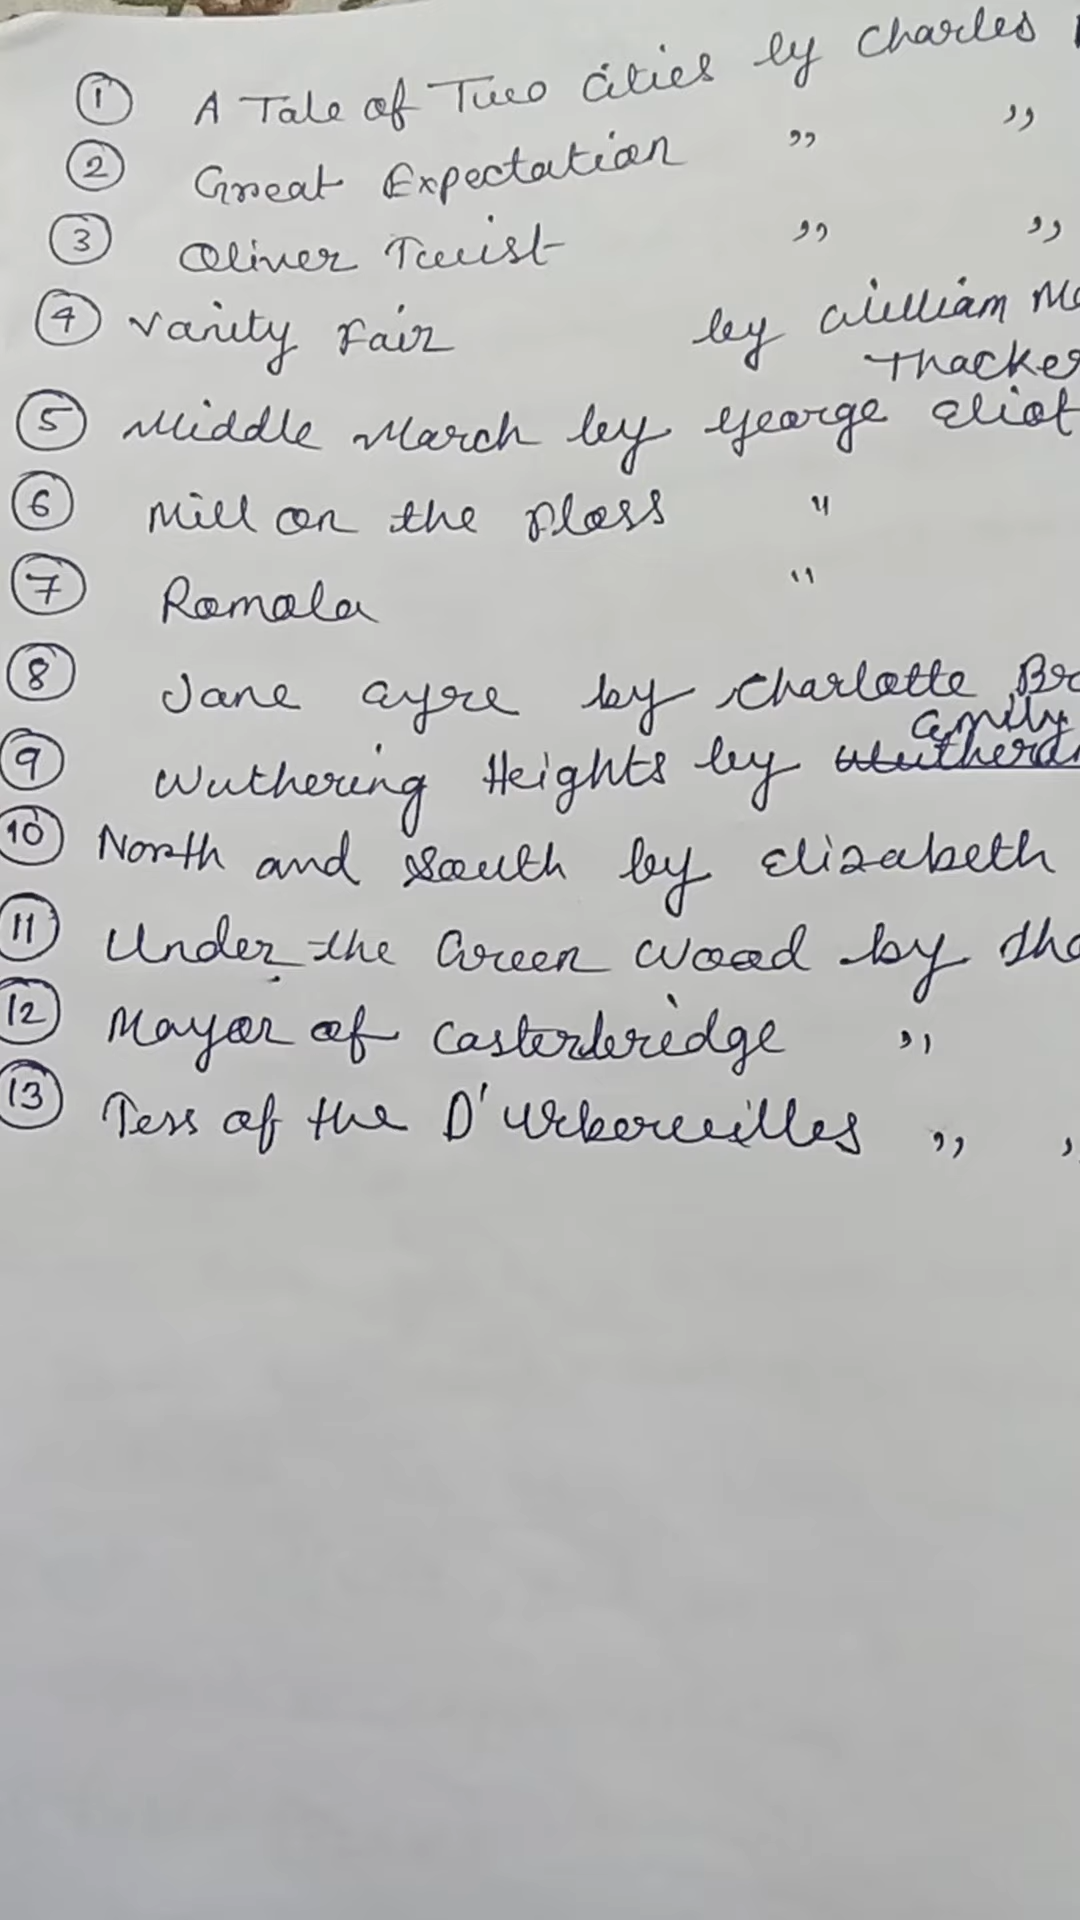 ① A Tale of Two Cities by Charles
② Great Expectation " "
③ Oliver Twist " "
④ Vanity Fair by William
Thacker
⑤ Middle March by George Eliot
⑥ Mill on the Floss "
⑦ Romola "
⑧ Jane ayre by Charlotte Br
Emily
⑨ Wuthering Heights by
⑩ North and South by Elizabeth
⑪ Under the Green Wood by Tho
⑫ Mayor of Casterbridge "
⑬ Tess of the D'Urbervilles " "